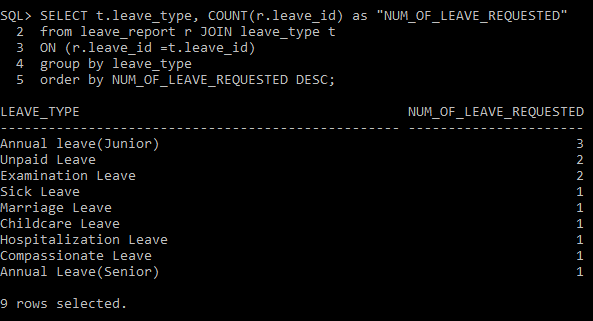 SQL> SELECT t.leave_type, COUNT(r.leave_id) as "NUM_OF_LEAVE_REQUESTED"
2 from leave_report r JOIN leave_type t
3 ON (r.leave_id =t.leave_id)
4 group by leave_type
5 order by NUM_OF_LEAVE_REQUESTED DESC;
LEAVE_TYPE NUM_OF_LEAVE_REQUESTED
-------------------------------------------------- ----------------------
Annual leave(Junior) 3
Unpaid Leave 2
Examination Leave 2
Sick Leave 1
Marriage Leave 1
Childcare Leave 1
Hospitalization Leave 1
Compassionate Leave 1
Annual Leave(Senior) 1
9 rows selected.